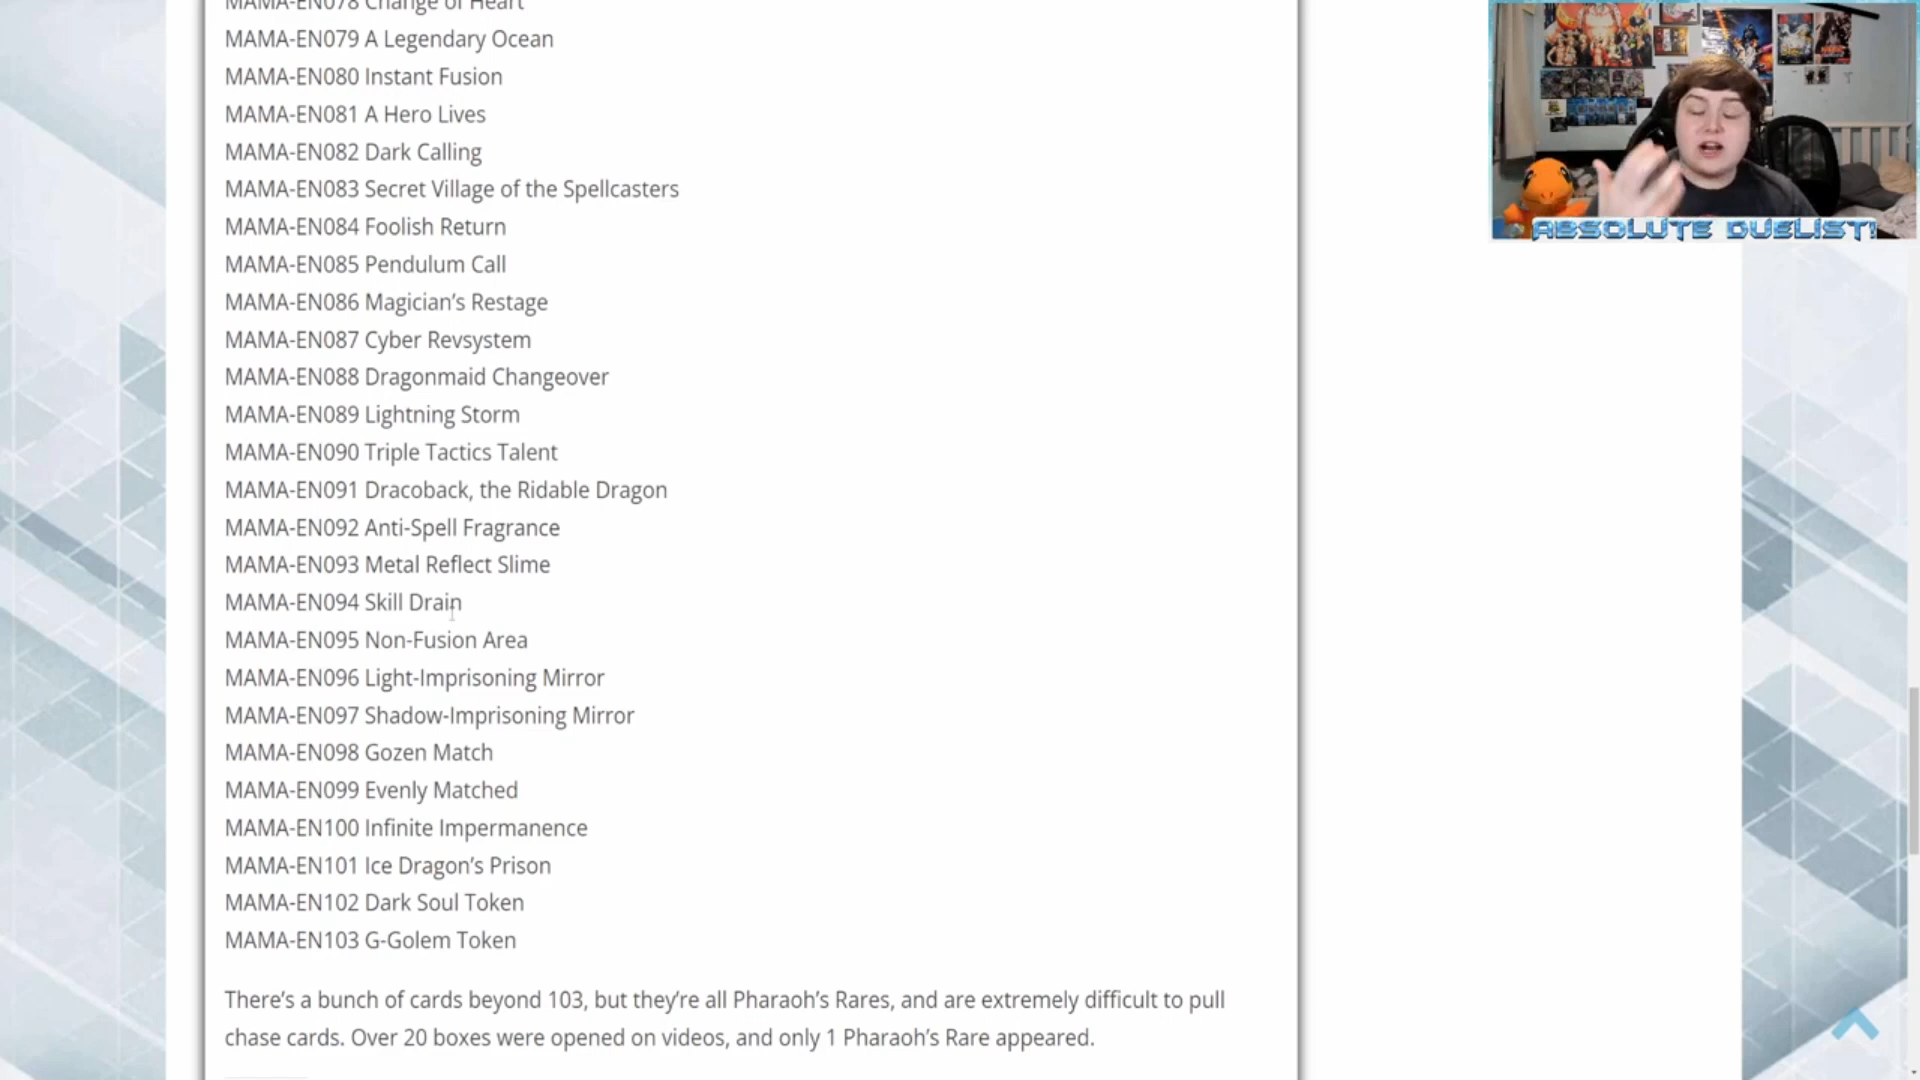 MAMA-EN078 Change of Heart
MAMA-EN079 A Legendary Ocean
MAMA-EN080 Instant Fusion
MAMA-EN081 A Hero Lives
MAMA-EN082 Dark Calling
MAMA-EN083 Secret Village of the Spellcasters
MAMA-EN084 Foolish Return
MAMA-EN085 Pendulum Call
MAMA-EN086 Magician’s Restage
MAMA-EN087 Cyber Revsystem
MAMA-EN088 Dragonmaid Changeover
MAMA-EN089 Lightning Storm
MAMA-EN090 Triple Tactics Talent
MAMA-EN091 Dracoback, the Ridable Dragon
MAMA-EN092 Anti-Spell Fragrance
MAMA-EN093 Metal Reflect Slime
MAMA-EN094 Skill Drain
MAMA-EN095 Non-Fusion Area
MAMA-EN096 Light-Imprisoning Mirror
MAMA-EN097 Shadow-Imprisoning Mirror
MAMA-EN098 Gozen Match
MAMA-EN099 Evenly Matched
MAMA-EN100 Infinite Impermanence
MAMA-EN101 Ice Dragon’s Prison
MAMA-EN102 Dark Soul Token
MAMA-EN103 G-Golem Token
There’s a bunch of cards beyond 103, but they’re all Pharaoh’s Rares, and are extremely difficult to pull
chase cards. Over 20 boxes were opened on videos, and only 1 Pharaoh’s Rare appeared.
ABSOLUTE DUELIST!